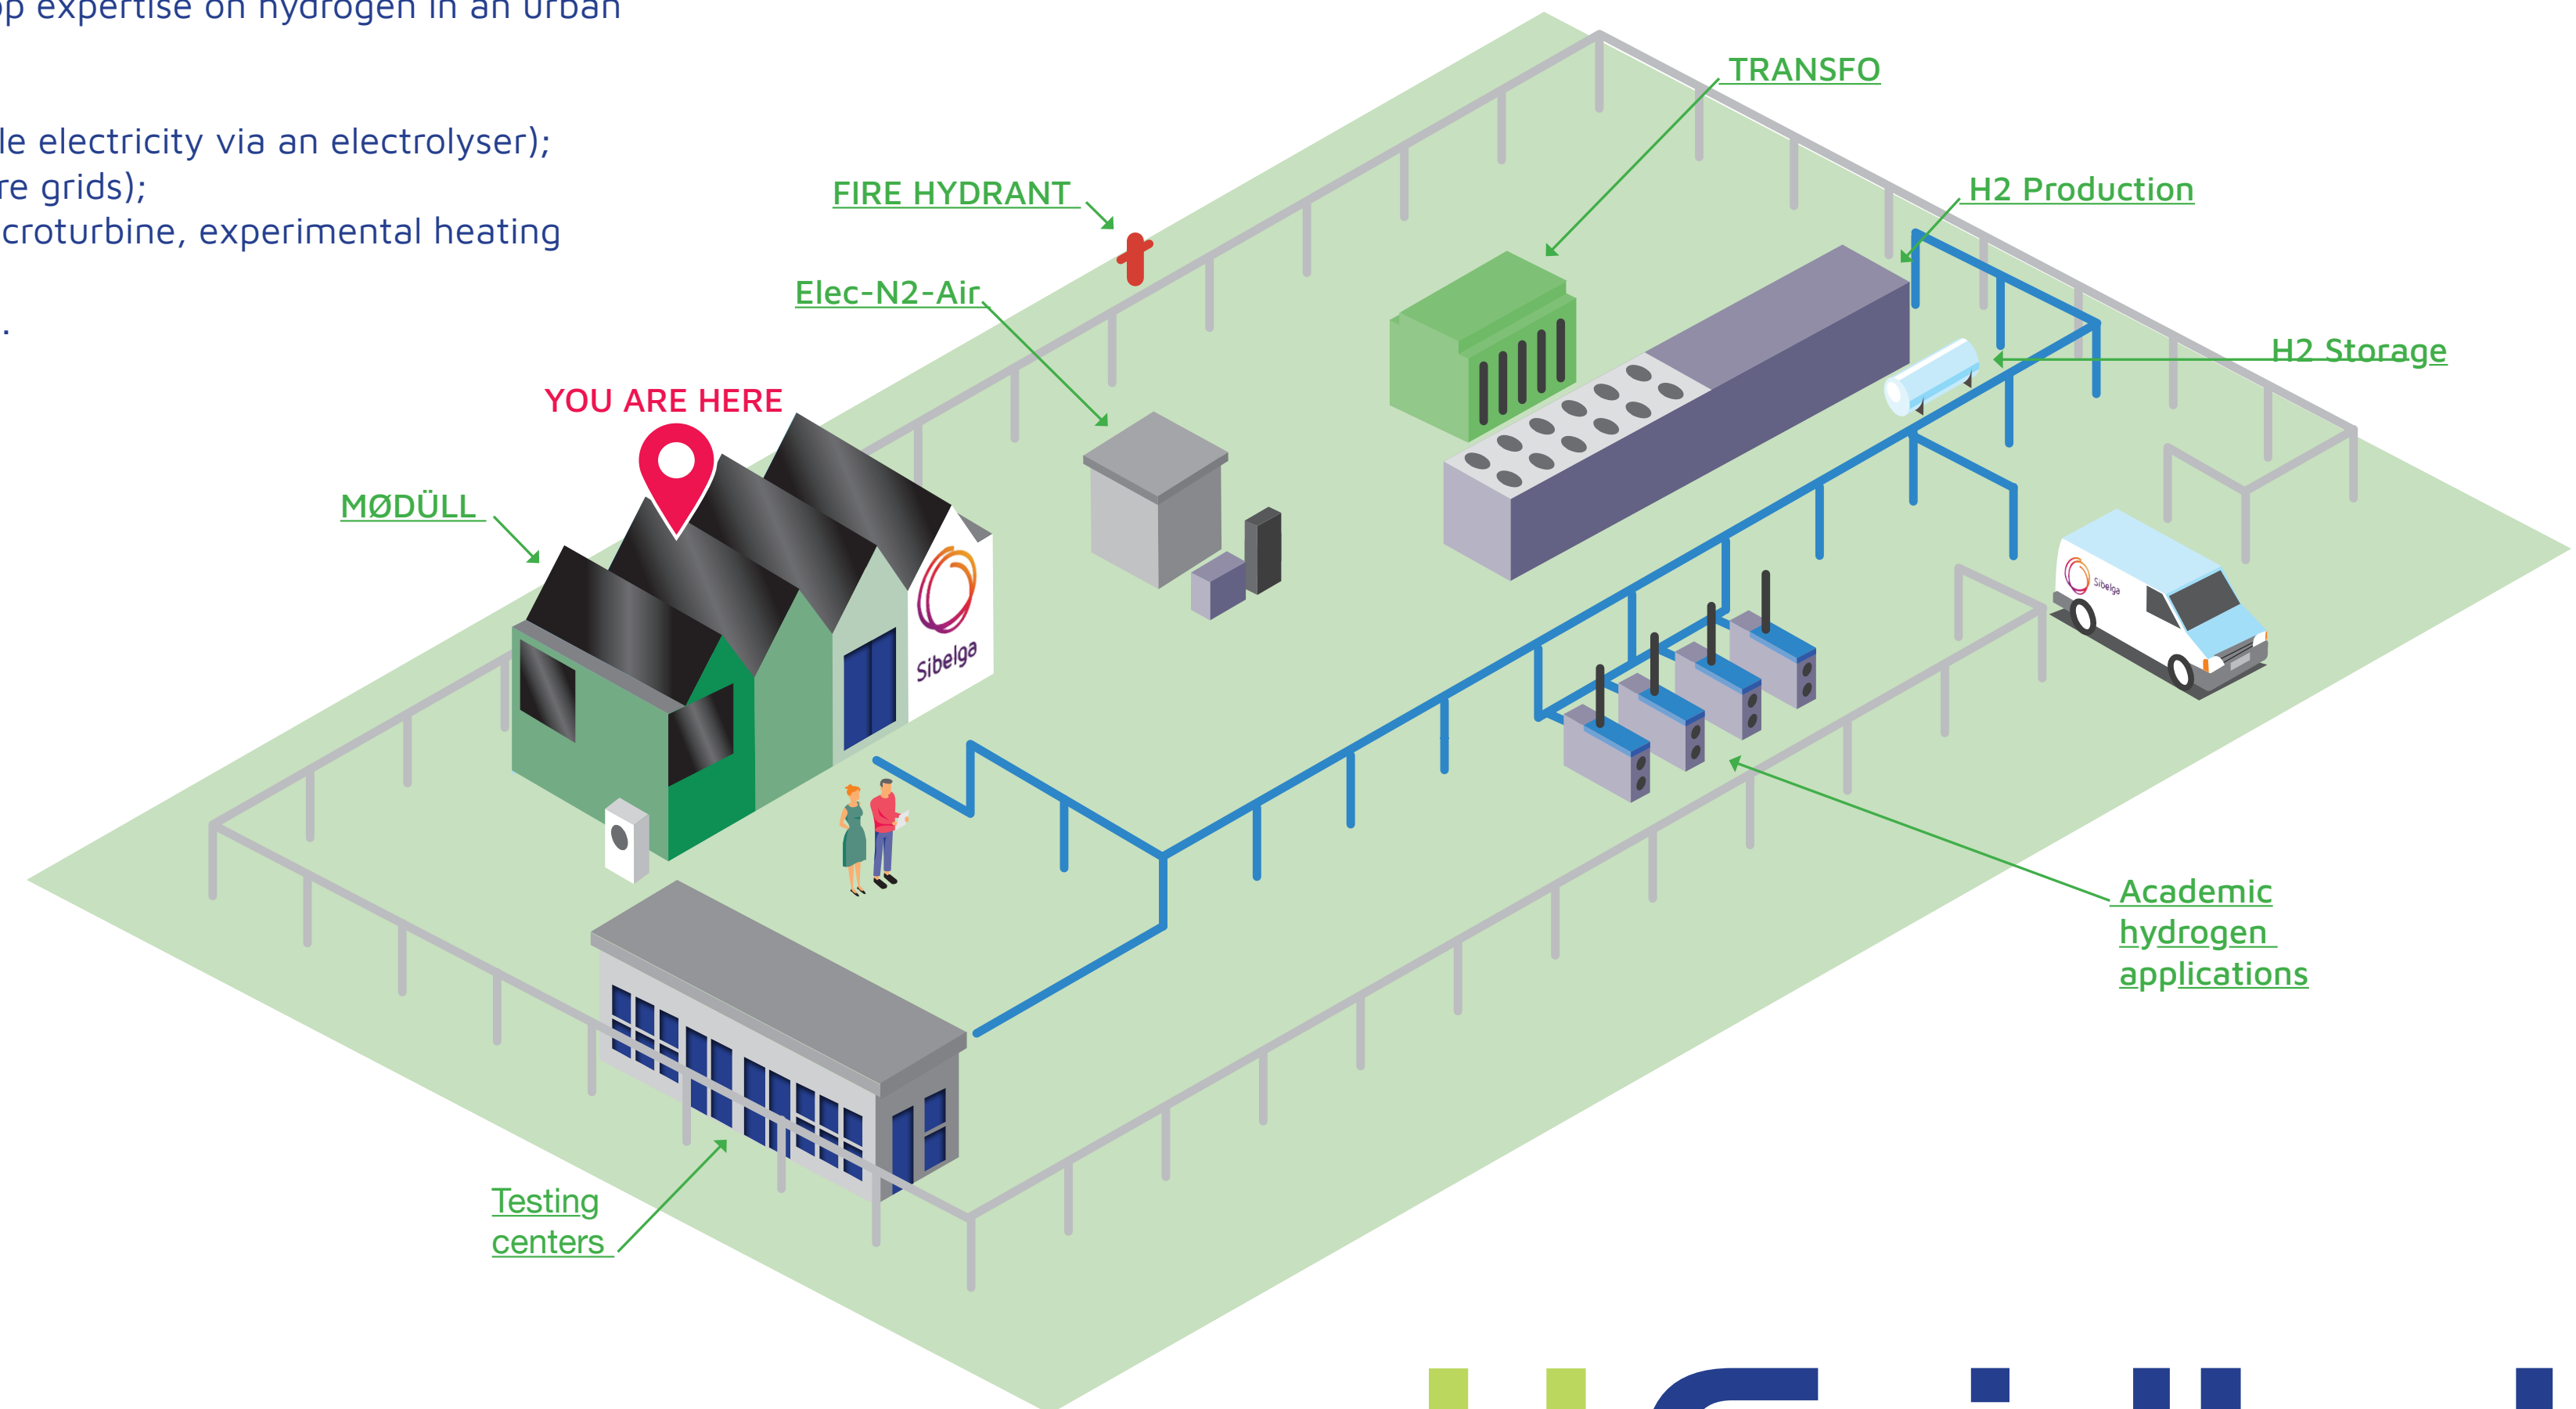 op expertise on hydrogen in an urban
le electricity via an electrolyser);
re grids);
croturbine, experimental heating
.
TRANSFO
FIRE HYDRANT
H2 Production
Elec-N2-Air
H2 Storage
YOU ARE HERE
MØDÜLL
Sibelga
Sibelga
Academic
hydrogen
applications
Testing
centers